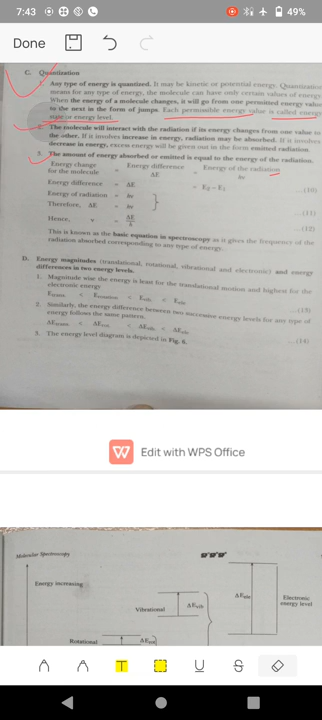 7:43
49%
Done
C. Quantization
1. Any type of energy is quantized. It may be kinetic or potential energy. Quantization
means for any type of energy, the molecule can have only certain values of energy.
When the energy of a molecule changes, it will go from one permitted energy value
to the next in the form of jumps. Each permissible energy value is called energy
state or energy level.
2. The molecule will interact with the radiation if its energy changes from one value to
the other. If it involves increase in energy, radiation may be absorbed. If it involves
decrease in energy, excess energy will be given out in the form emitted radiation.
3. The amount of energy absorbed or emitted is equal to the energy of the radiation.
Energy change for the molecule = Energy difference ΔE = Energy of the radiation hν
Energy difference = ΔE = E₂ – E₁ ...(10)
Energy of radiation = hν
Therefore, ΔE = hν ...(11)
Hence, ν = ΔE/h ...(12)
This is known as the basic equation in spectroscopy as it gives the frequency of the
radiation absorbed corresponding to any type of energy.
D. Energy magnitudes (translational, rotational, vibrational and electronic) and energy
differences in two energy levels.
1. Magnitude wise the energy is least for the translational motion and highest for the
electronic energy
< < < ...(13)
2. Similarly, the energy difference between two successive energy levels for any type of
energy follows the same pattern.
< < < ...(14)
3. The energy level diagram is depicted in Fig. 8.
W Edit with WPS Office
Molecular Spectroscopy
Energy increasing
Vibrational
ΔE vib
ΔE ele
Electronic
energy level
Rotational
ΔE rot
T
U
S